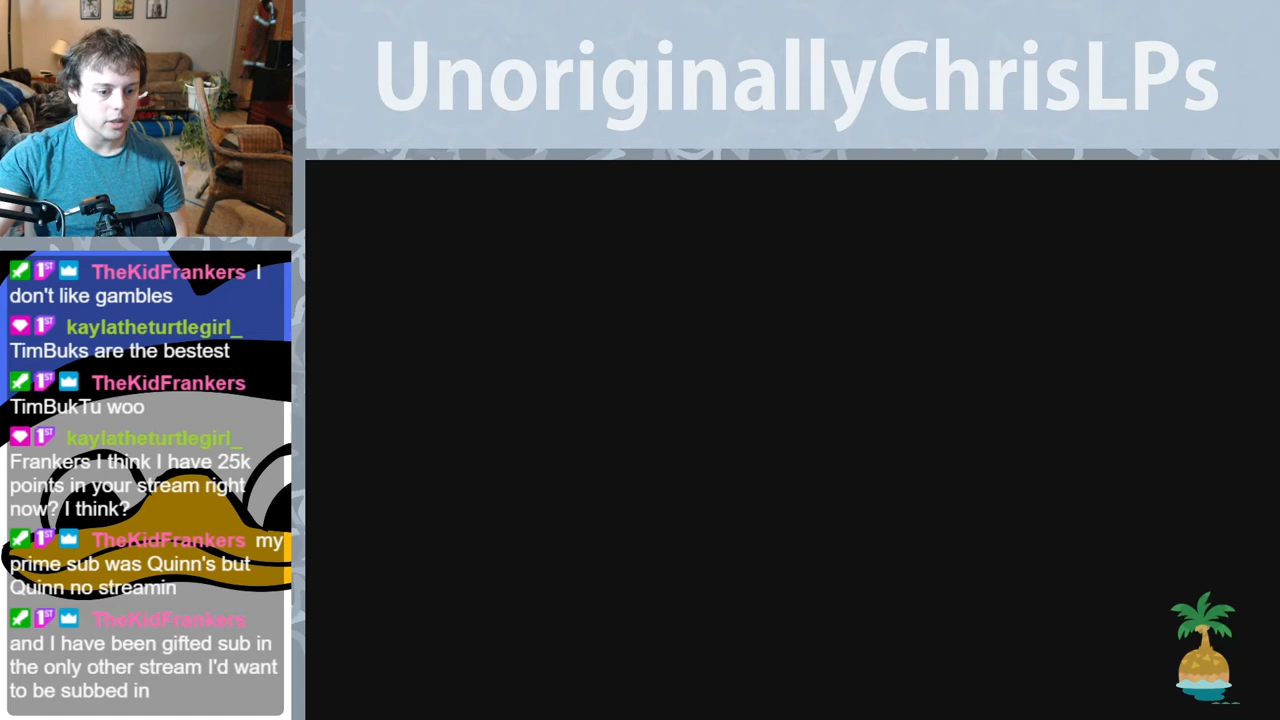 UnoriginallyChrisLPs
TheKidFrankers I
don't like gambles
kaylatheturtlegirl_
TimBuks are the bestest
TheKidFrankers
TimBukTu woo
kaylatheturtlegirl_
Frankers I think I have 25k
points in your stream right
now? I think?
TheKidFrankers my
prime sub was Quinn's but
Quinn no streamin
TheKidFrankers
and I have been gifted sub in
the only other stream I'd want
to be subbed in